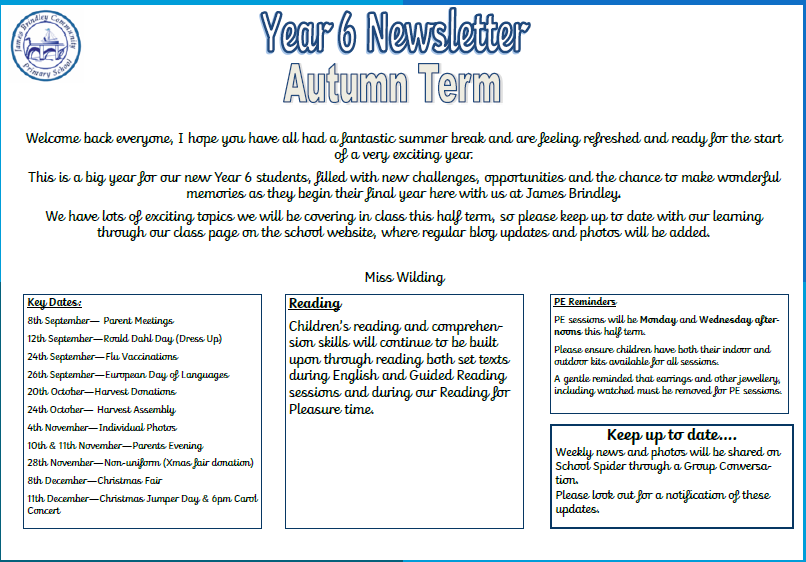 James Brindley Community
Primary School
Year 6 Newsletter
Autumn Term
Welcome back everyone, I hope you have all had a fantastic summer break and are feeling refreshed and ready for the start
of a very exciting year.
This is a big year for our new Year 6 students, filled with new challenges, opportunities and the chance to make wonderful
memories as they begin their final year here with us at James Brindley.
We have lots of exciting topics we will be covering in class this half term, so please keep up to date with our learning
through our class page on the school website, where regular blog updates and photos will be added.
Miss Wilding
Key Dates:
8th September— Parent Meetings
12th September—Roald Dahl Day (Dress Up)
24th September—Flu Vaccinations
26th September—European Day of Languages
20th October—Harvest Donations
24th October— Harvest Assembly
4th November—Individual Photos
10th & 11th November—Parents Evening
28th November—Non-uniform (Xmas fair donation)
8th December—Christmas Fair
11th December—Christmas Jumper Day & 6pm Carol
Concert
Reading
Children's reading and comprehen-
sion skills will continue to be built
upon through reading both set texts
during English and Guided Reading
sessions and during our Reading for
Pleasure time.
PE Reminders
PE sessions will be Monday and Wednesday after-
noons this half term.
Please ensure children have both their indoor and
outdoor kits available for all sessions.
A gentle reminded that earrings and other jewellery,
including watched must be removed for PE sessions.
Keep up to date....
Weekly news and photos will be shared on
School Spider through a Group Conversa-
tion.
Please look out for a notification of these
updates.